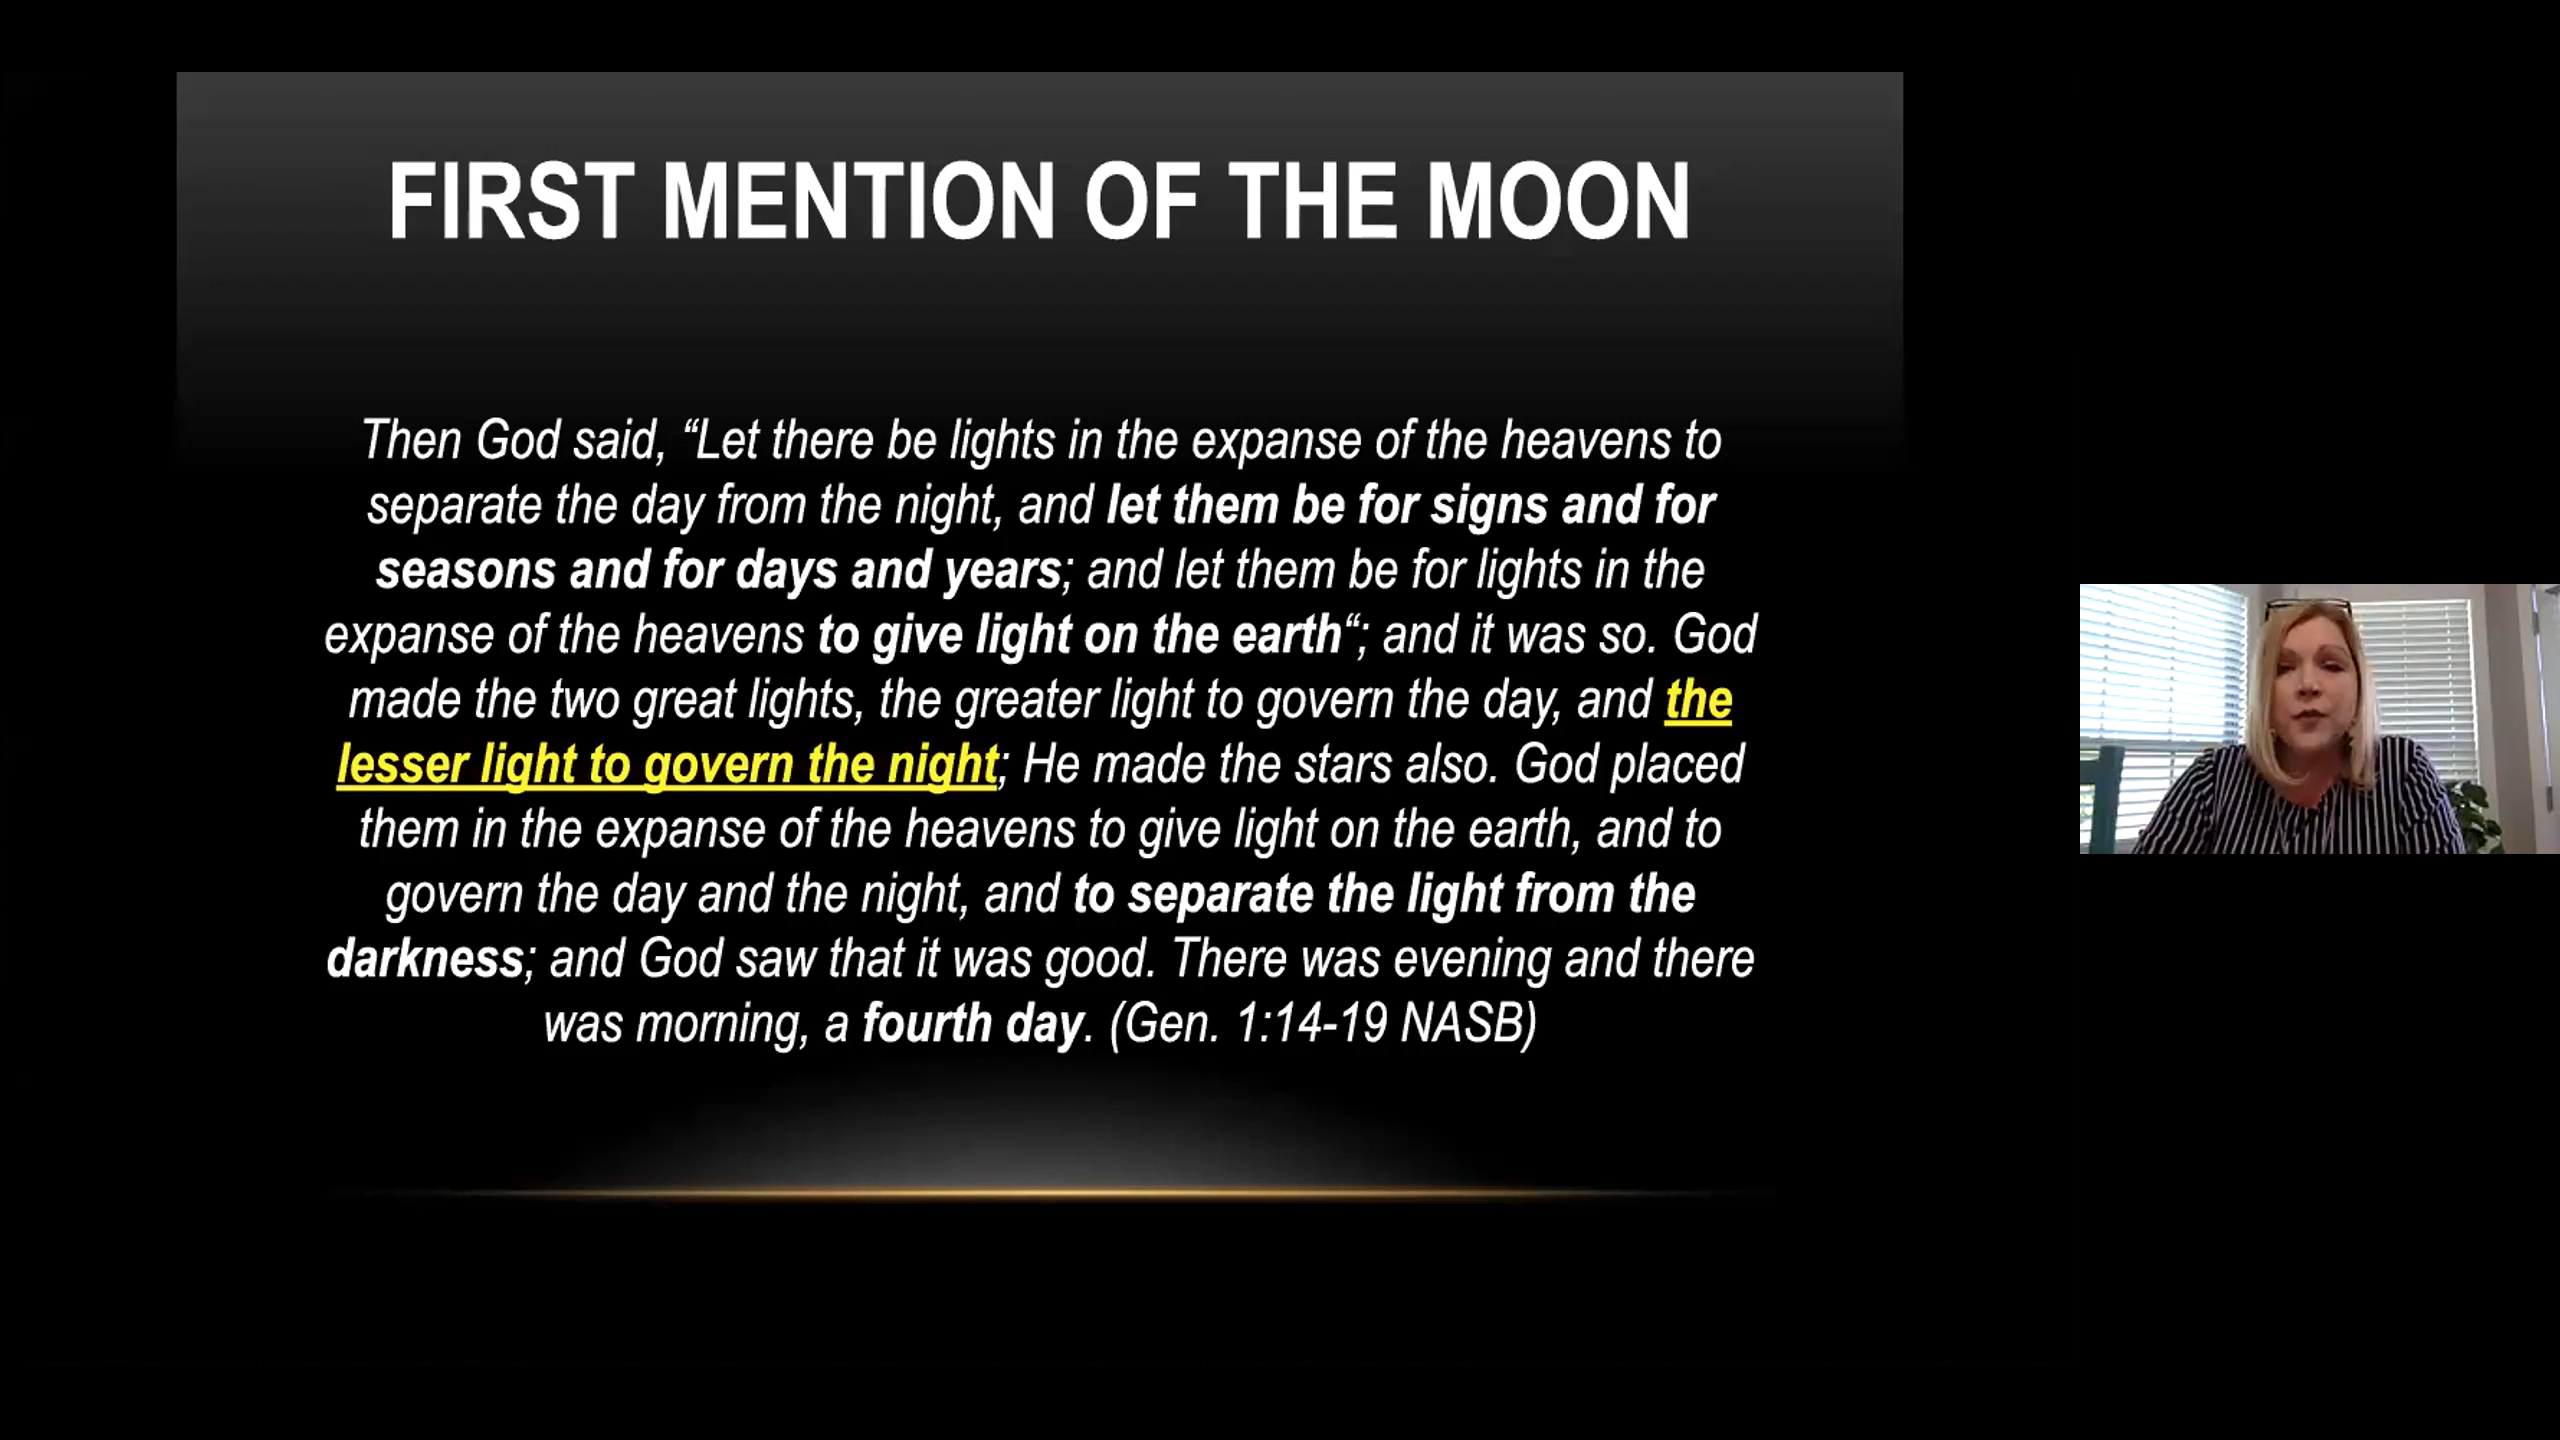 FIRST MENTION OF THE MOON
Then God said, “Let there be lights in the expanse of the heavens to
separate the day from the night, and let them be for signs and for
seasons and for days and years; and let them be for lights in the
expanse of the heavens to give light on the earth“; and it was so. God
made the two great lights, the greater light to govern the day, and the
lesser light to govern the night; He made the stars also. God placed
them in the expanse of the heavens to give light on the earth, and to
govern the day and the night, and to separate the light from the
darkness; and God saw that it was good. There was evening and there
was morning, a fourth day. (Gen. 1:14-19 NASB)